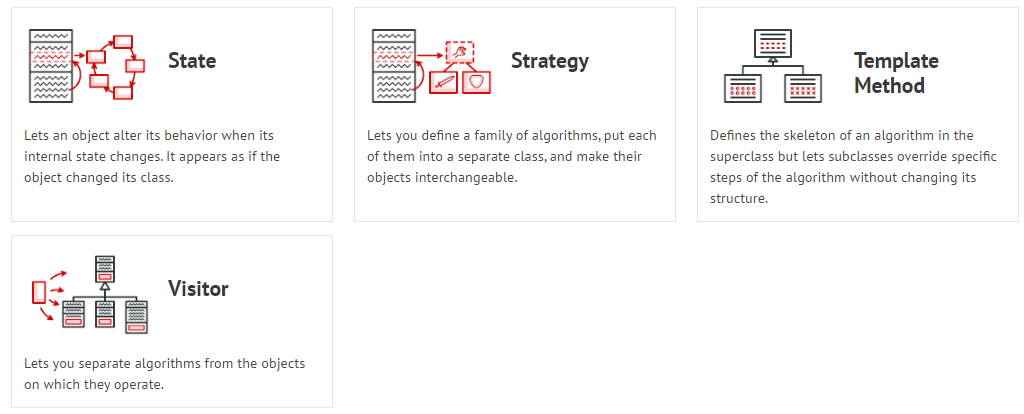 State
Lets an object alter its behavior when its
internal state changes. It appears as if the
object changed its class.
Strategy
Lets you define a family of algorithms, put each
of them into a separate class, and make their
objects interchangeable.
Template
Method
Defines the skeleton of an algorithm in the
superclass but lets subclasses override specific
steps of the algorithm without changing its
structure.
Visitor
Lets you separate algorithms from the objects
on which they operate.